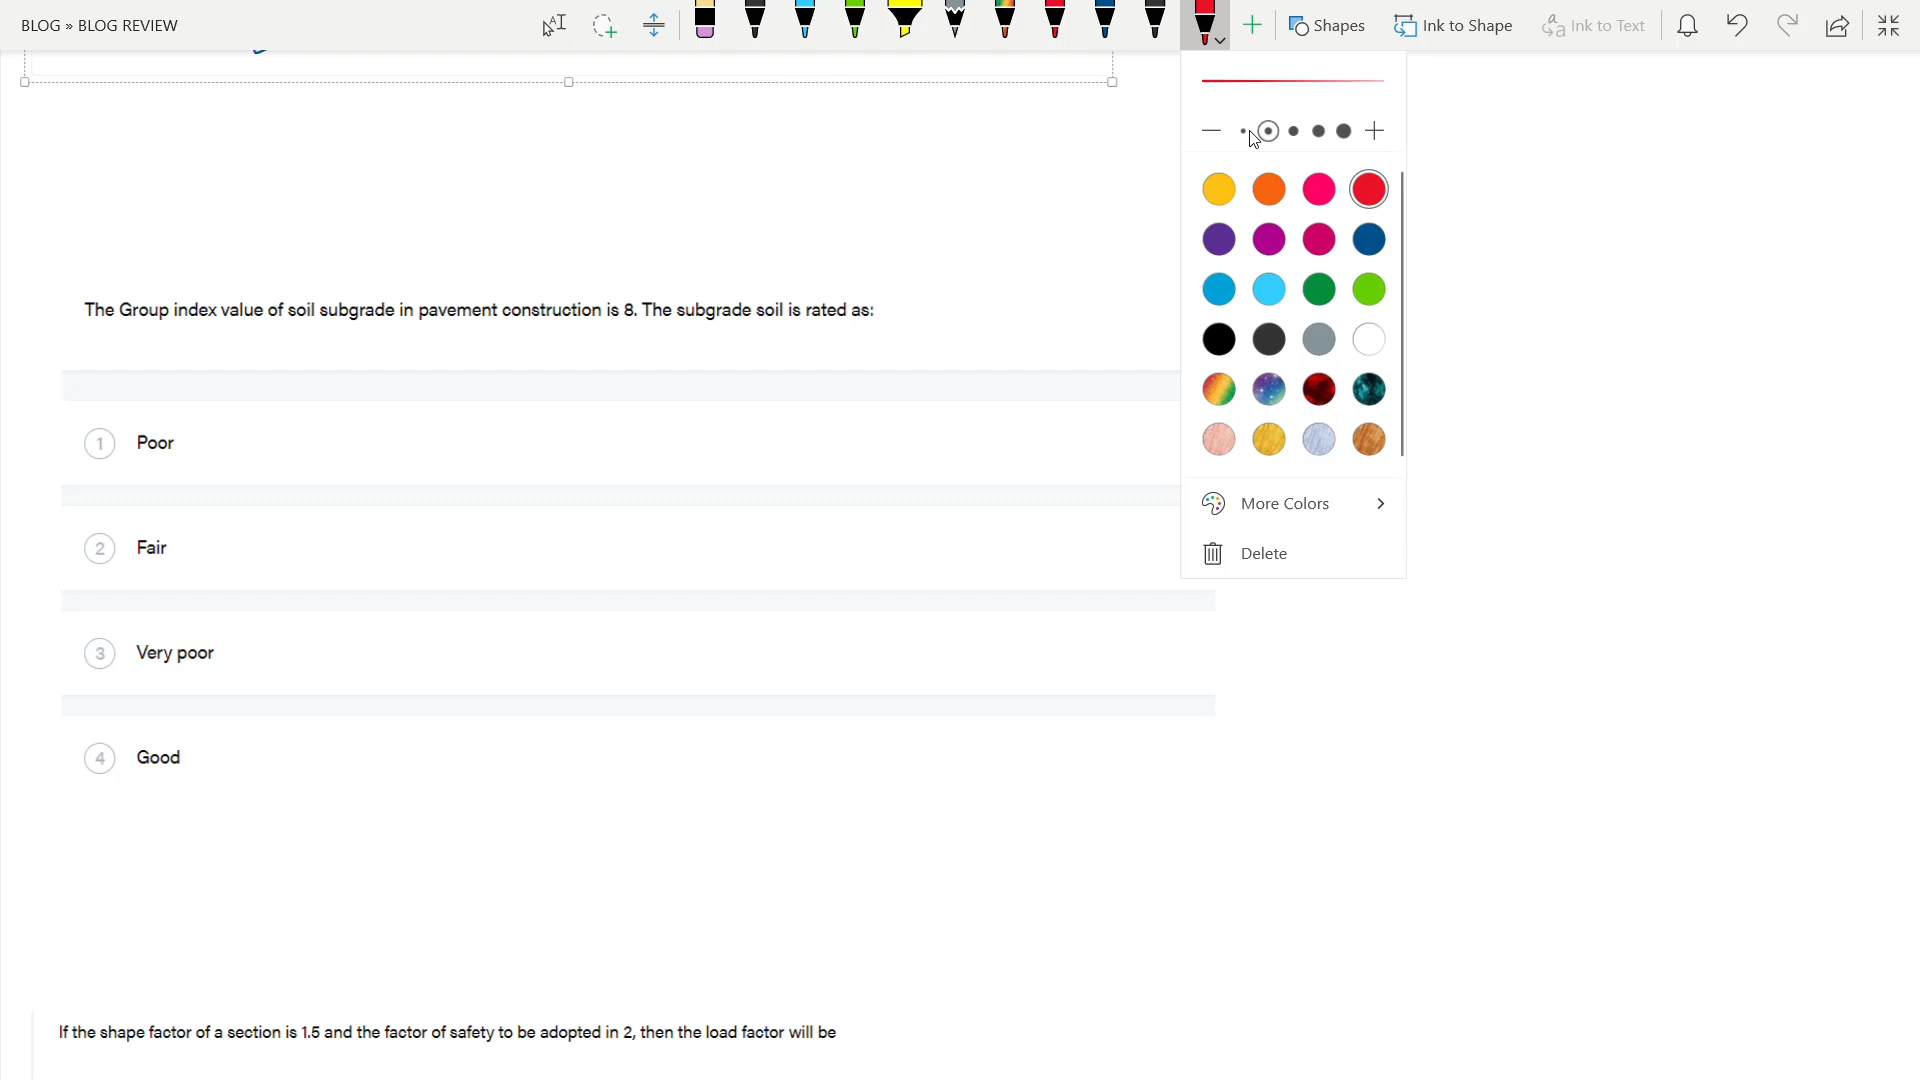 BLOG » BLOG REVIEW
Shapes
Ink to Shape
Ink to Text
The Group index value of soil subgrade in pavement construction is 8. The subgrade soil is rated as:
1 Poor
2 Fair
3 Very poor
4 Good
More Colors
Delete
If the shape factor of a section is 1.5 and the factor of safety to be adopted in 2, then the load factor will be